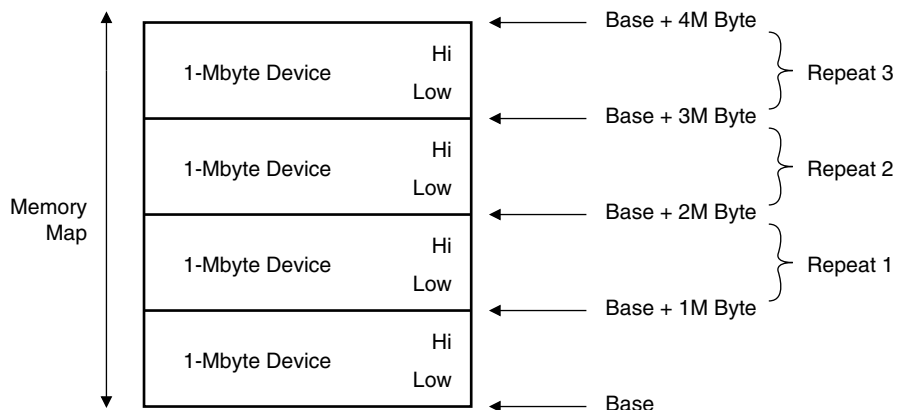 Base + 4M Byte
Hi
1-Mbyte Device
Low
Repeat 3
Base + 3M Byte
Hi
1-Mbyte Device
Low
Repeat 2
Base + 2M Byte
Memory
Map
Hi
1-Mbyte Device
Low
Repeat 1
Base + 1M Byte
Hi
1-Mbyte Device
Low
Base